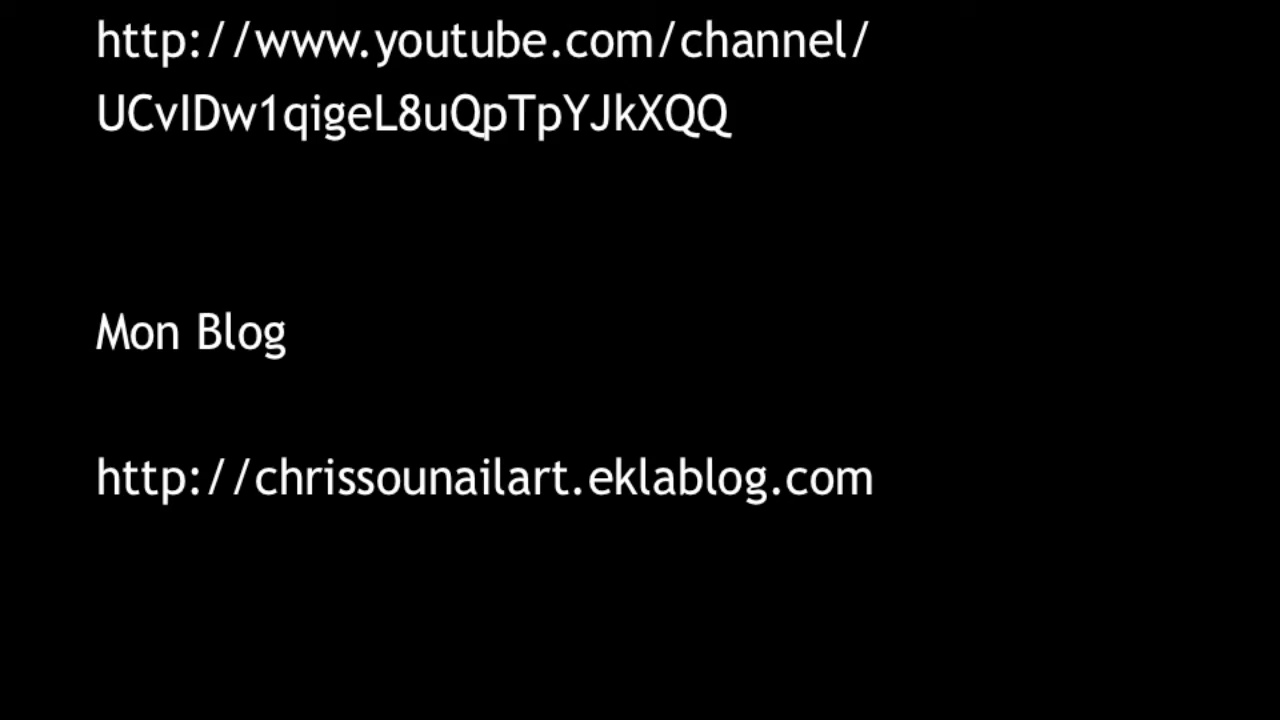 http://www.youtube.com/channel/
UCvIDw1qigeL8uQpTpYJkXQQ
Mon Blog
http://chrissounailart.eklablog.com